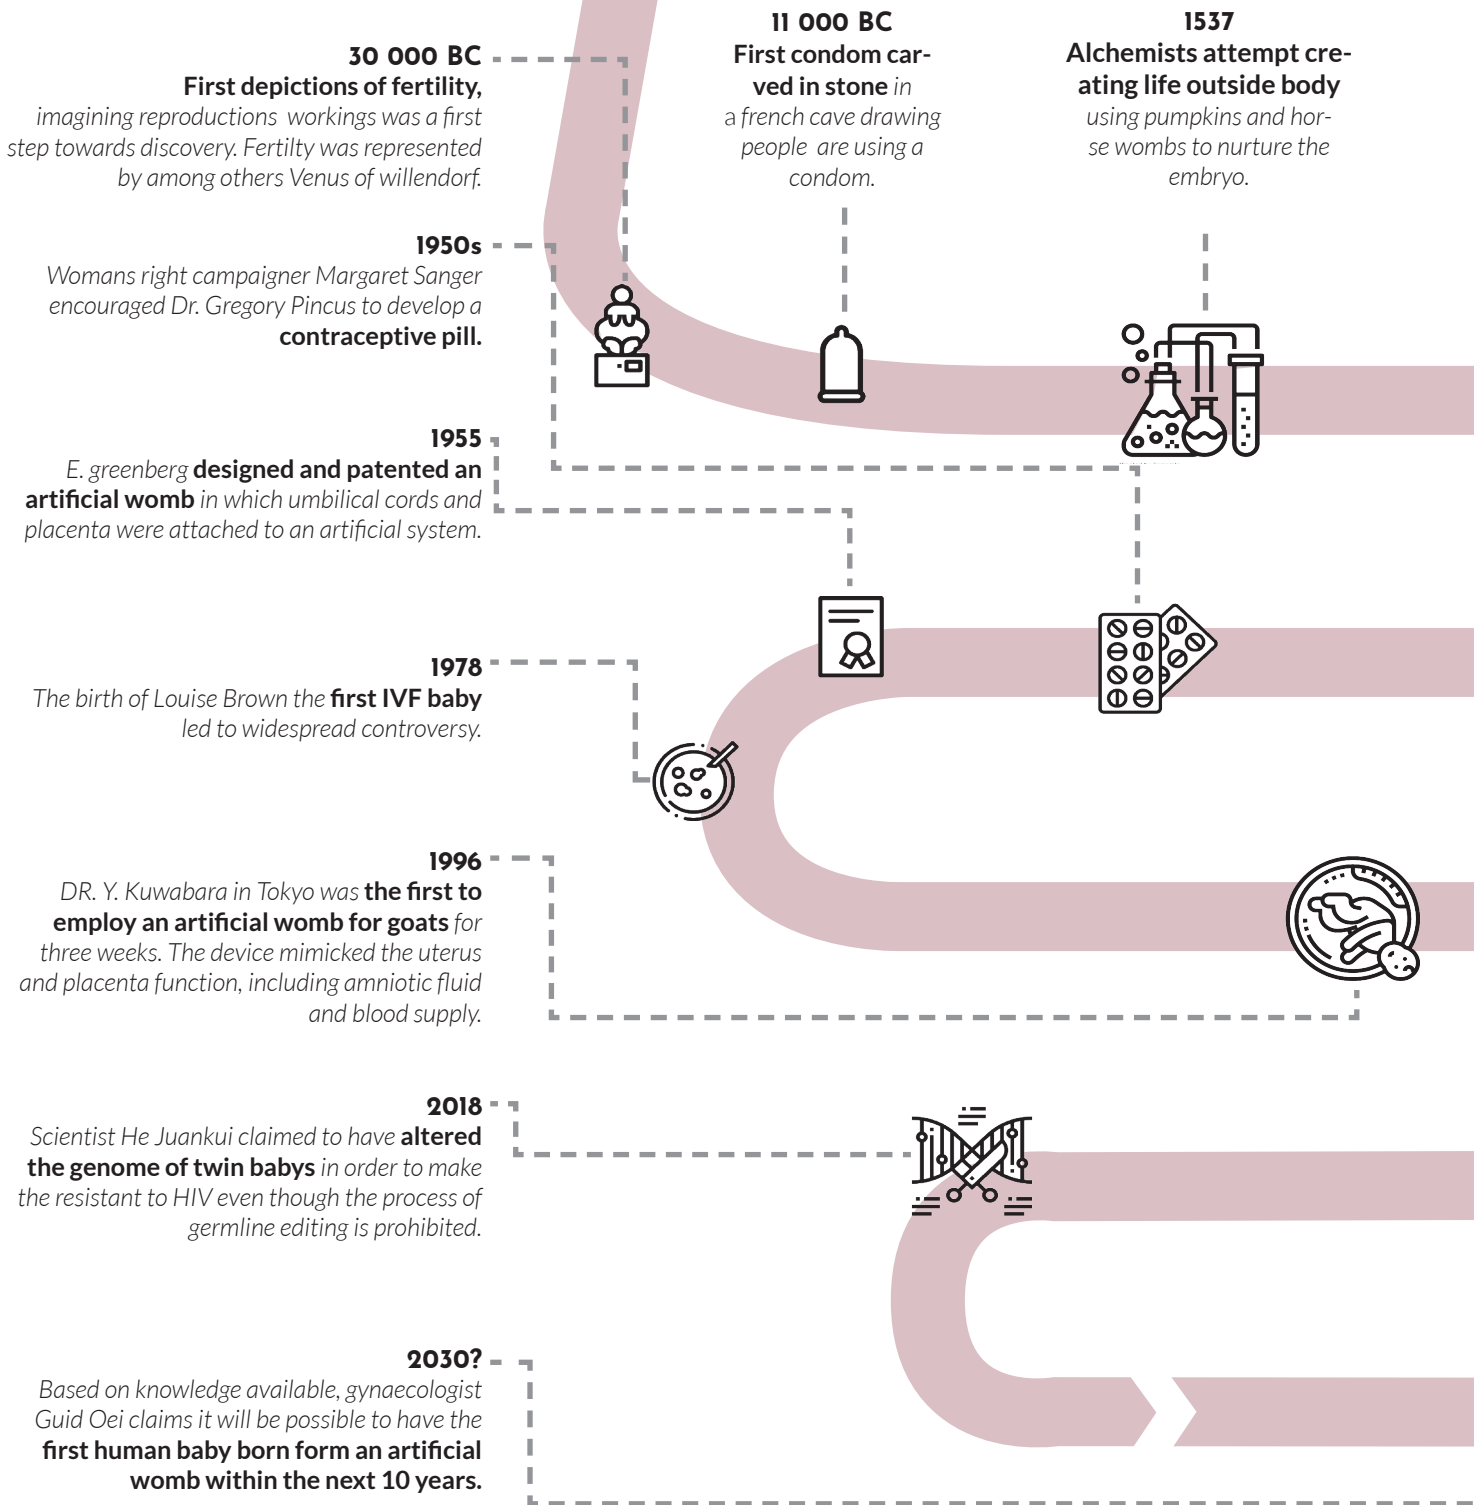 30 000 BC
First depictions of fertility,
imagining reproductions workings was a first
step towards discovery. Fertilty was represented
by among others Venus of willendorf.
11 000 BC
First condom car-
ved in stone in
a french cave drawing
people are using a
condom.
1537
Alchemists attempt cre-
ating life outside body
using pumpkins and hor-
se wombs to nurture the
embryo.
1950s
Womans right campaigner Margaret Sanger
encouraged Dr. Gregory Pincus to develop a
contraceptive pill.
1955
E. greenberg designed and patented an
artificial womb in which umbilical cords and
placenta were attached to an artificial system.
1978
The birth of Louise Brown the first IVF baby
led to widespread controversy.
1996
DR. Y. Kuwabara in Tokyo was the first to
employ an artificial womb for goats for
three weeks. The device mimicked the uterus
and placenta function, including amniotic fluid
and blood supply.
2018
Scientist He Juankui claimed to have altered
the genome of twin babys in order to make
the resistant to HIV even though the process of
germline editing is prohibited.
2030?
Based on knowledge available, gynaecologist
Guid Oei claims it will be possible to have the
first human baby born form an artificial
womb within the next 10 years.